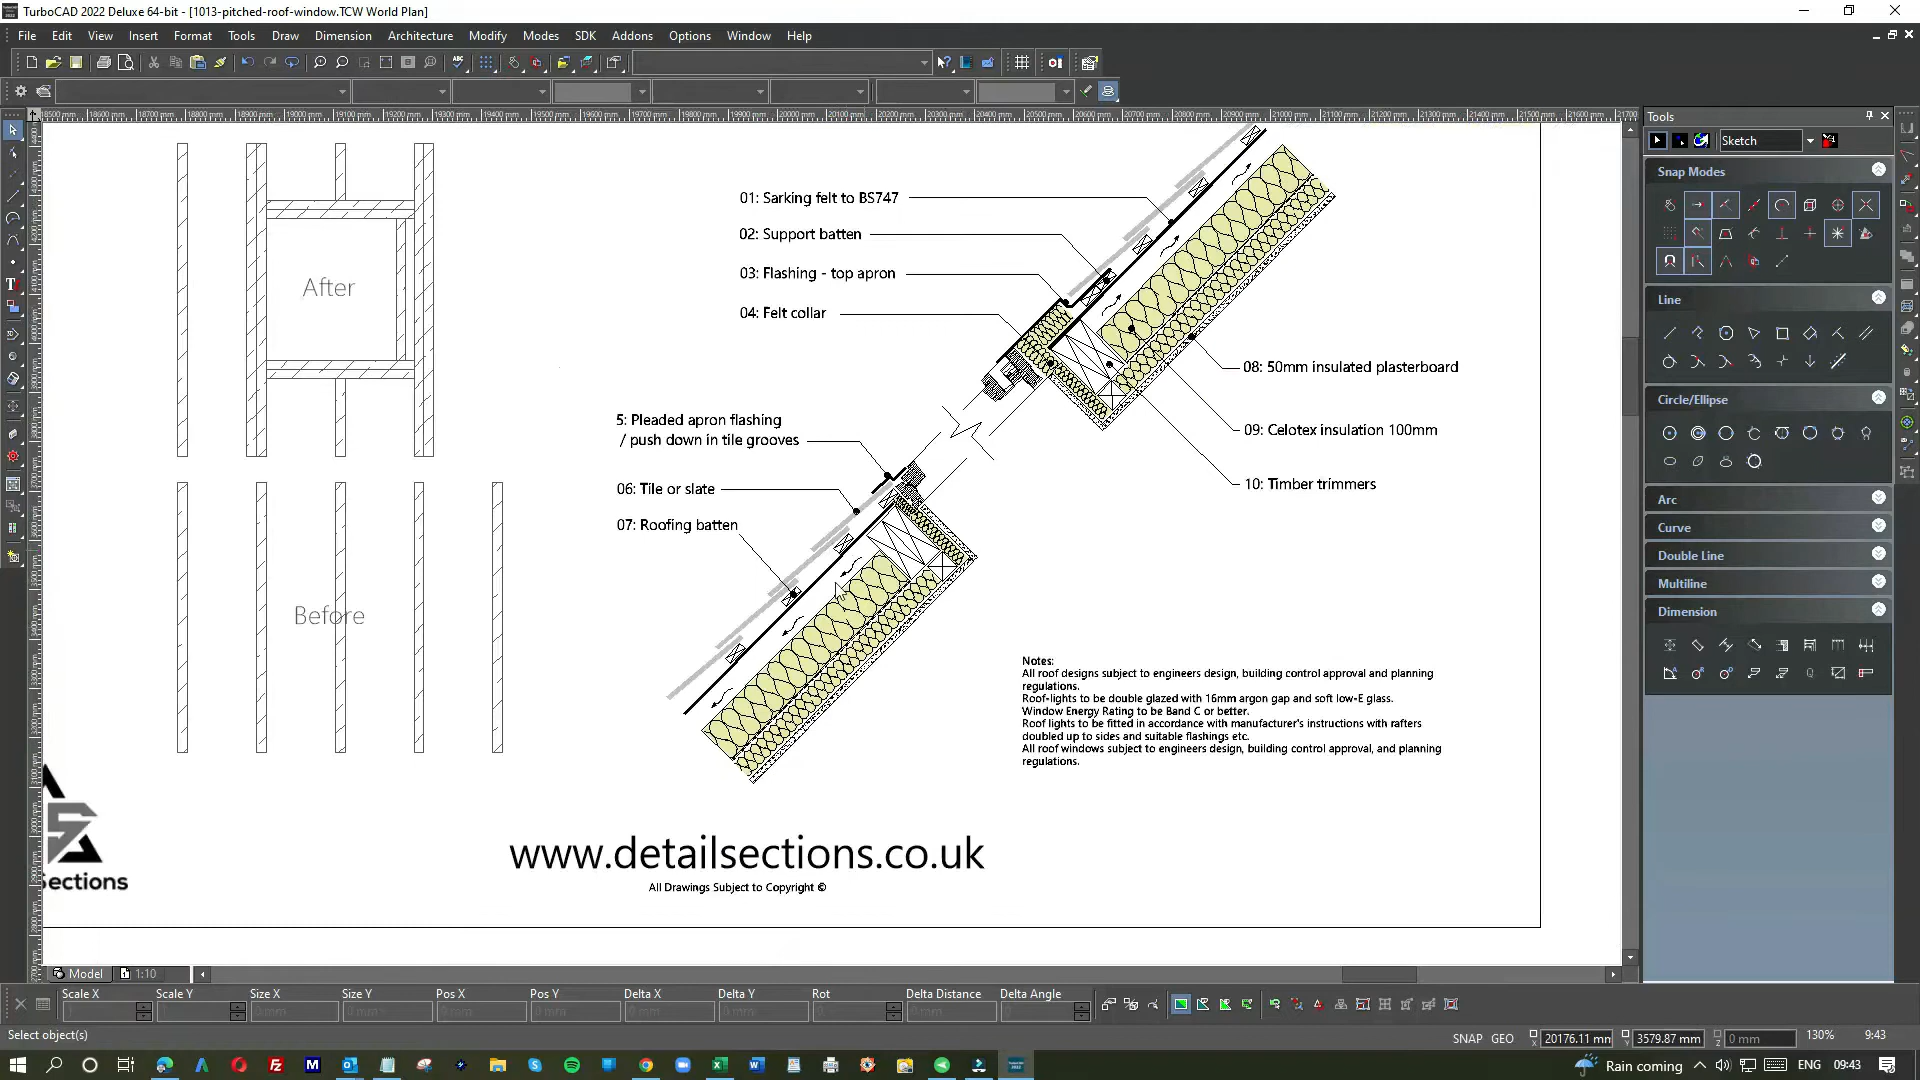 TurboCAD 2022 Deluxe 64-bit - [1013-pitched-roof-window.TCW World Plan]
File Edit View Insert Format Tools Draw Dimension Architecture Modify Modes SDK Addons Options Window Help
After
Before
01: Sarking felt to BS747
02: Support batten
03: Flashing - top apron
04: Felt collar
5: Pleaded apron flashing
/ push down in tile grooves
06: Tile or slate
07: Roofing batten
08: 50mm insulated plasterboard
09: Celotex insulation 100mm
10: Timber trimmers
Notes:
All roof designs subject to engineers design, building control approval and planning
regulations.
Roof-lights to be double glazed with 16mm argon gap and soft low-E glass.
Window Energy Rating to be Band C or better.
Roof lights to be fitted in accordance with manufacturer's instructions with rafters
doubled up to sides and suitable flashings etc.
All roof windows subject to engineers design, building control approval, and planning
regulations.
www.detailsections.co.uk
All Drawings Subject to Copyright ©
Sections
Tools
Sketch
Snap Modes
Line
Circle/Ellipse
Arc
Curve
Double Line
Multiline
Dimension
Model 1:10
Scale X Scale Y Size X Size Y Pos X Pos Y Delta X Delta Y Rot Delta Distance Delta Angle
Select object(s)
SNAP GEO 20176.11 mm 3579.87 mm 0 mm 130% 9:43
Rain coming ENG 09:43